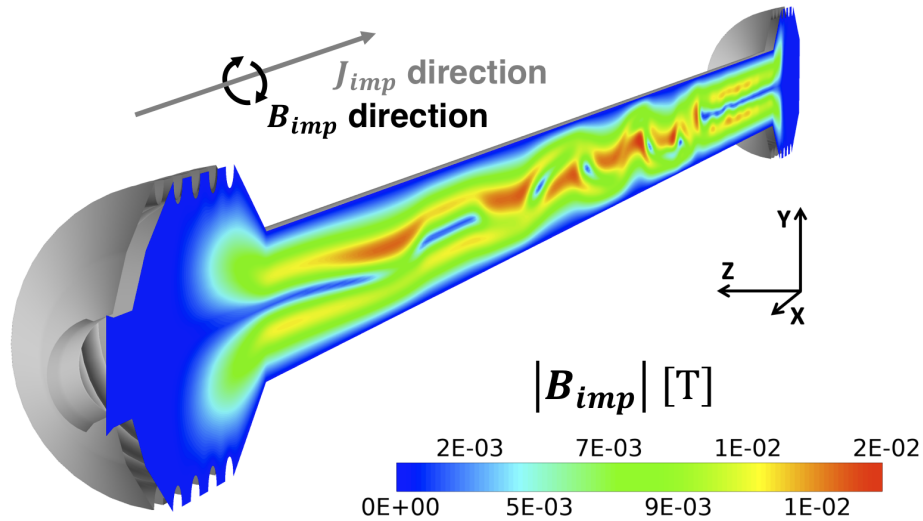 J_imp direction
B_imp direction
Y
Z
X
|B_imp| [T]
2E-03 7E-03 1E-02 2E-02
0E+00 5E-03 9E-03 1E-02